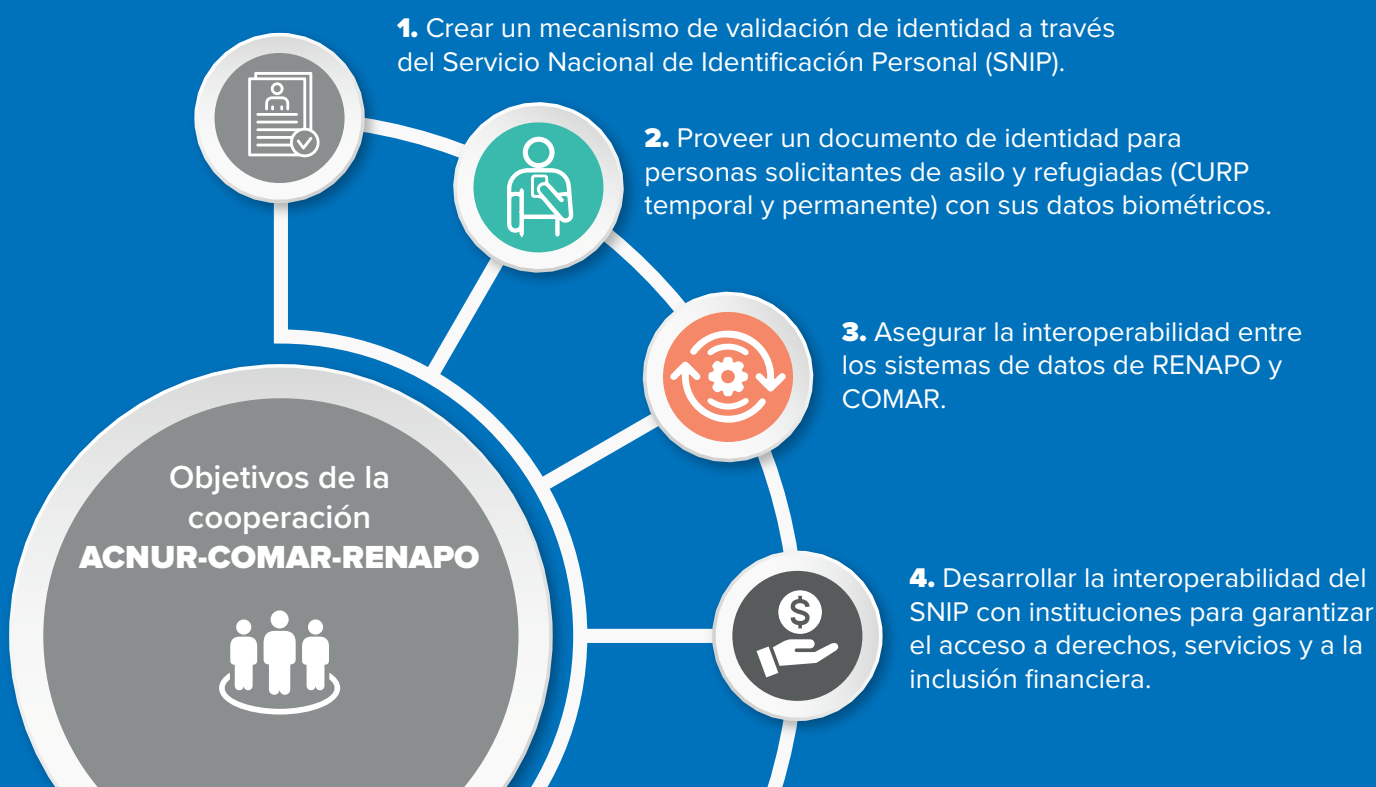 1. Crear un mecanismo de validación de identidad a través
del Servicio Nacional de Identificación Personal (SNIP).
2. Proveer un documento de identidad para
personas solicitantes de asilo y refugiadas (CURP
temporal y permanente) con sus datos biométricos.
3. Asegurar la interoperabilidad entre
los sistemas de datos de RENAPO y
COMAR.
Objetivos de la
cooperación
ACNUR-COMAR-RENAPO
4. Desarrollar la interoperabilidad del
SNIP con instituciones para garantizar
el acceso a derechos, servicios y a la
inclusión financiera.
$